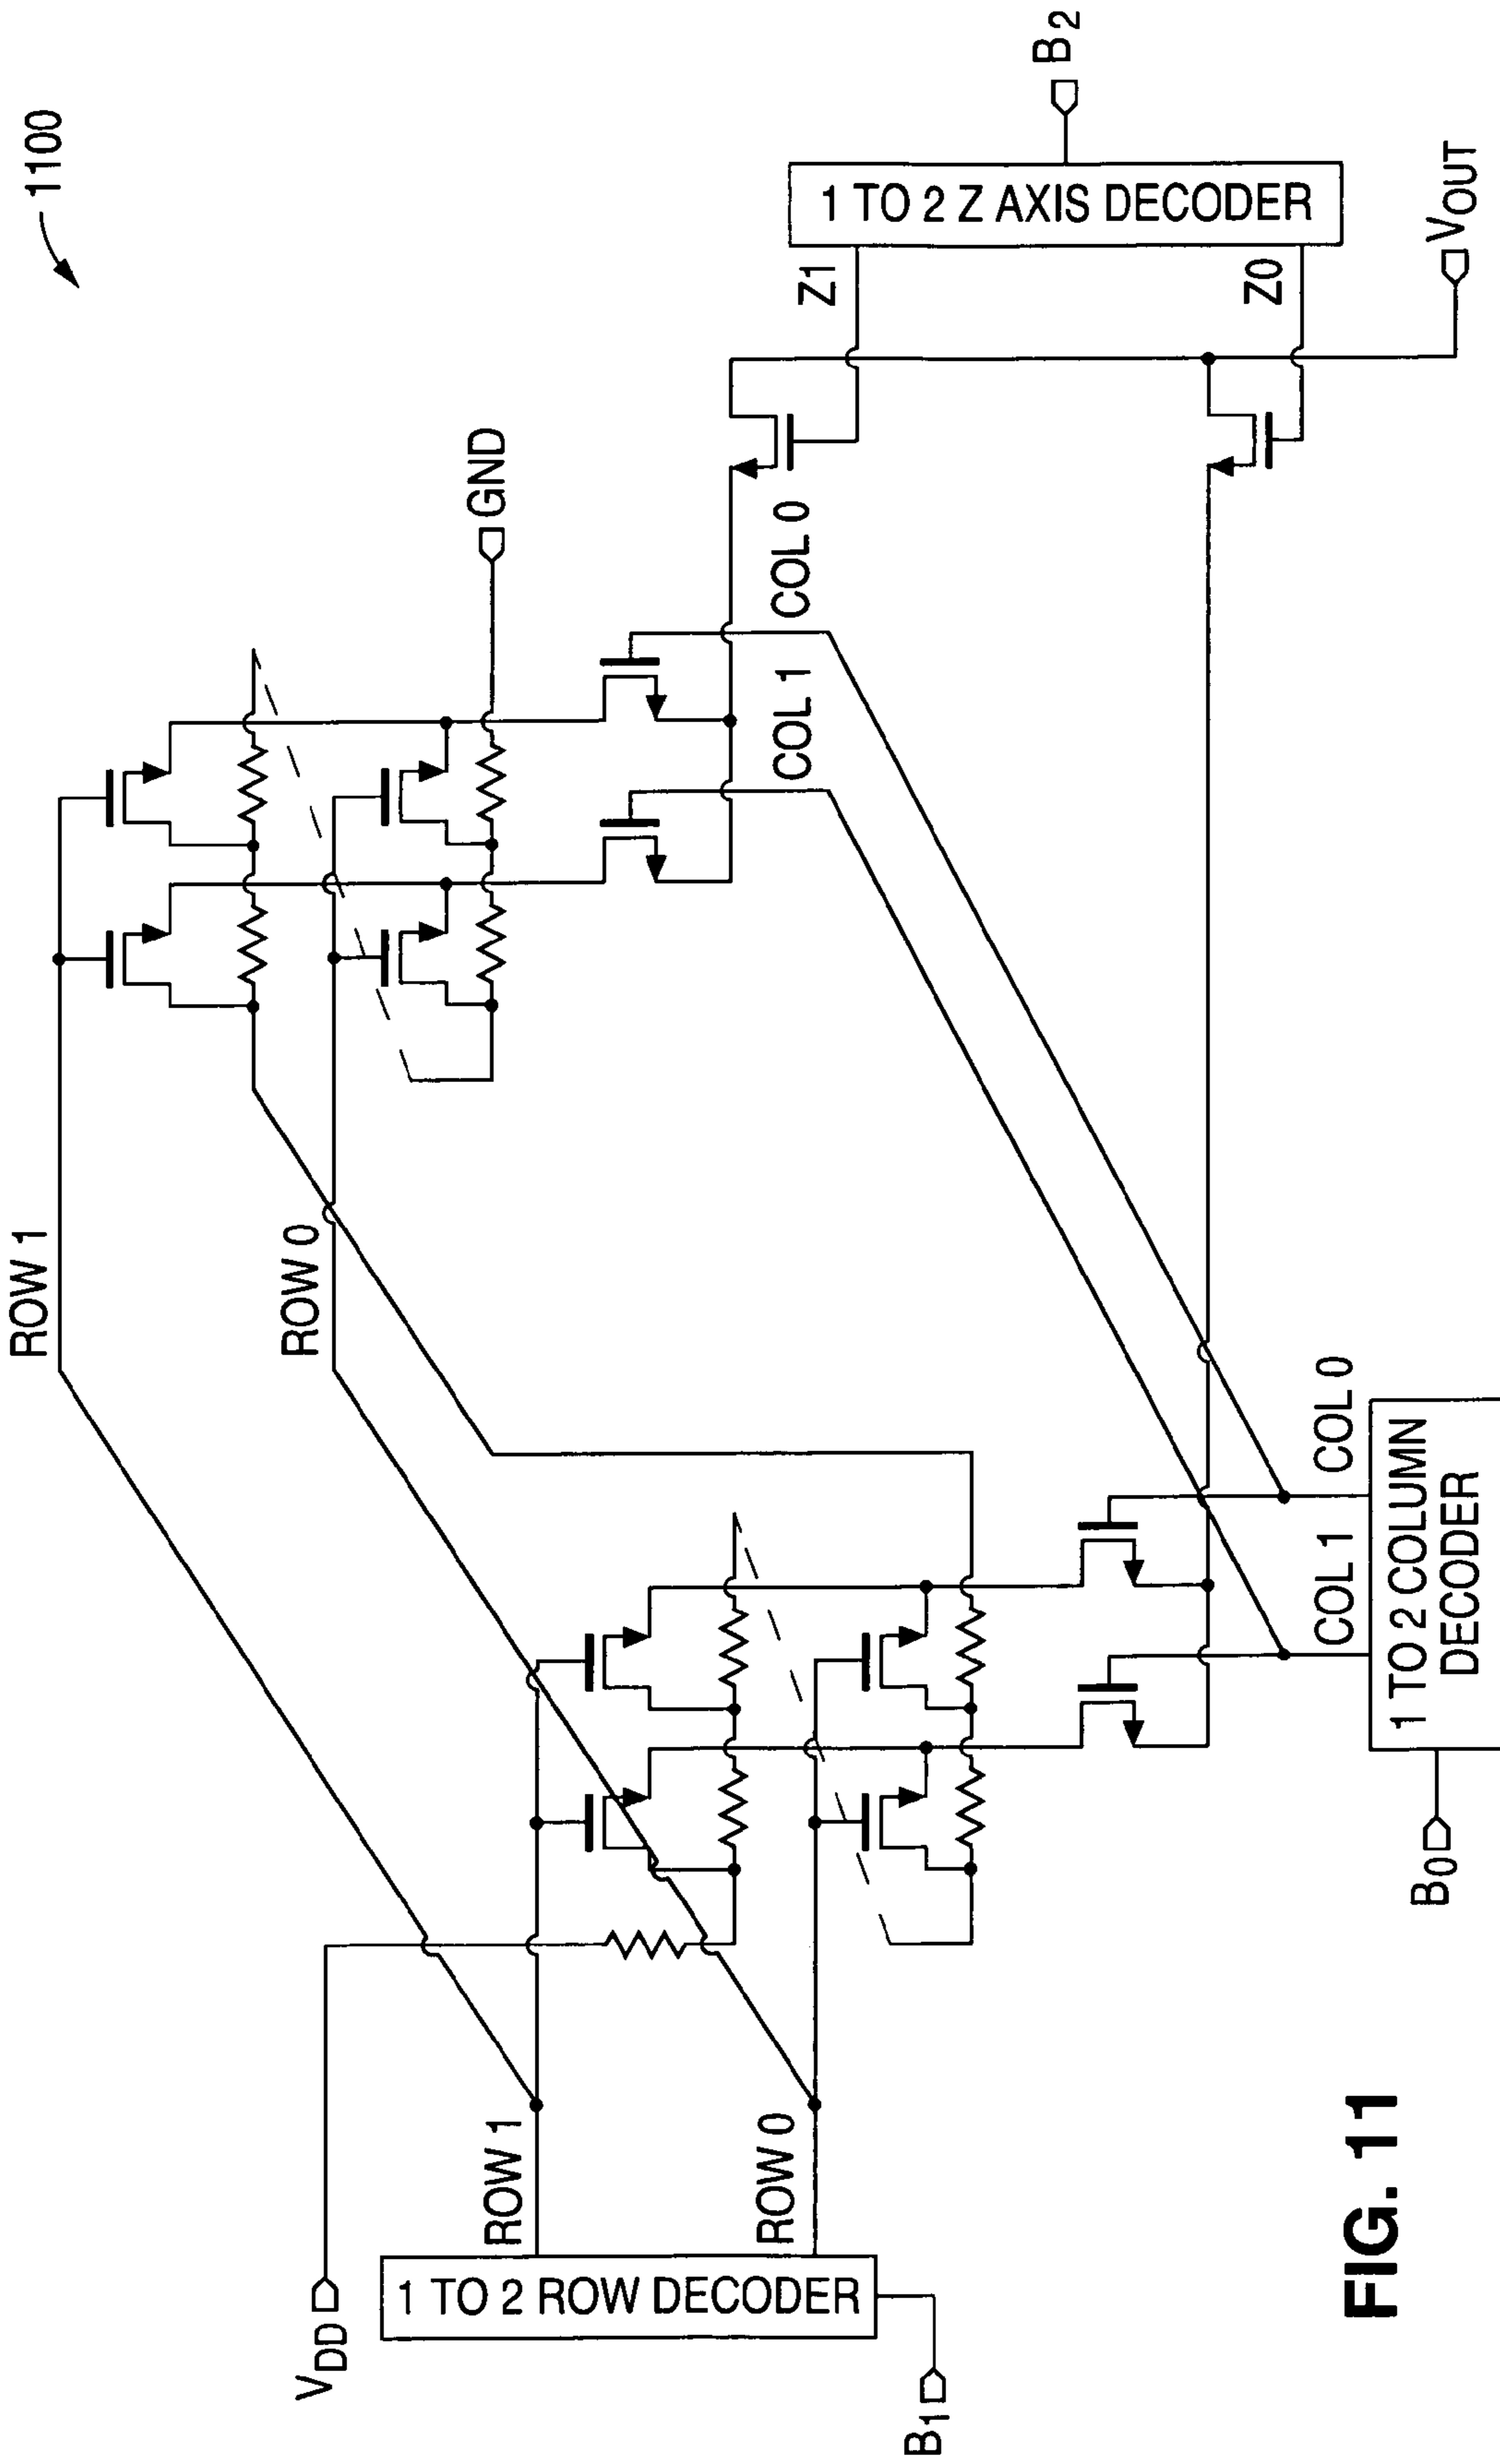 1100
ROW 1
ROW 0
GND
COL 1
COL 0
Z1
Z0
1 TO 2 Z AXIS DECODER
B2
VOUT
VDD
1 TO 2 ROW DECODER
B1
ROW 1
ROW 0
COL 1
COL 0
1 TO 2 COLUMN
DECODER
B0
FIG. 11